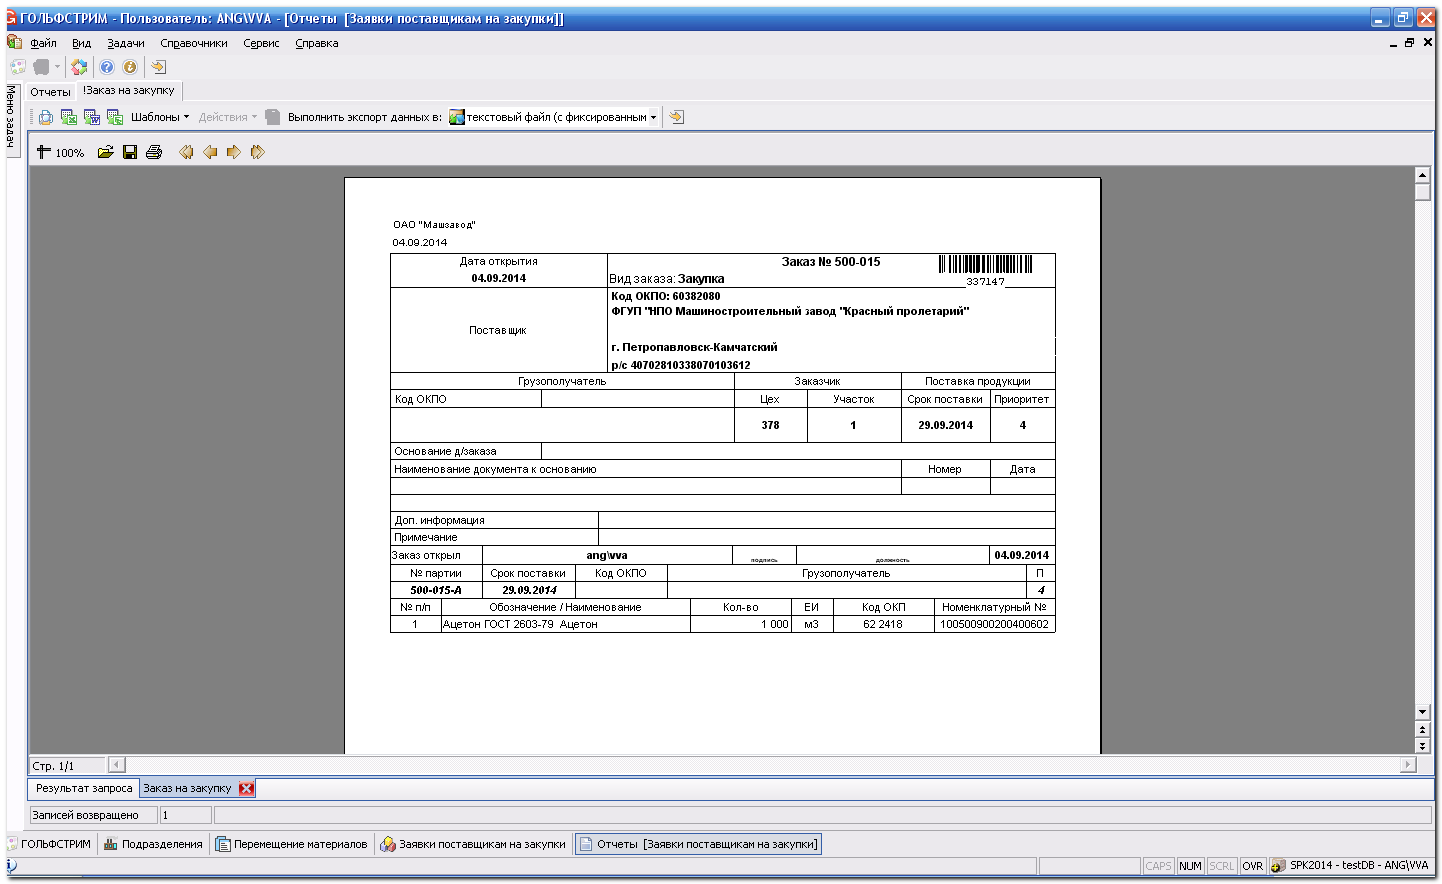 ГОЛЬФСТРИМ - Пользователь: ANG\VVA - [Отчеты  [Заявки поставщикам на закупки]]
Файл Вид Задачи Справочники Сервис Справка
Меню задач
Отчеты !Заказ на закупку
Шаблоны Действия Выполнить экспорт данных в: текстовый файл (с фиксированным
100%
ОАО "Машзавод"
04.09.2014
Дата открытия Заказ № 500-015
04.09.2014 Вид заказа: Закупка 337147
Код ОКПО: 60382080
ФГУП "НПО Машиностроительный завод "Красный пролетарий"
Поставщик
г. Петропавловск-Камчатский
р/с 40702810338070103612
Грузополучатель Заказчик Поставка продукции
Код ОКПО Цех Участок Срок поставки Приоритет
378 1 29.09.2014 4
Основание д/заказа
Наименование документа к основанию Номер Дата
Доп. информация
Примечание
Заказ открыл ang\vva подпись должность 04.09.2014
№ партии Срок поставки Код ОКПО Грузополучатель П
500-015-А 29.09.2014 4
№ п/п Обозначение / Наименование Кол-во ЕИ Код ОКП Номенклатурный №
1 Ацетон ГОСТ 2603-79  Ацетон 1 000 м3 62 2418 100500900200400602
Стр. 1/1
Результат запроса Заказ на закупку
Записей возвращено 1
ГОЛЬФСТРИМ Подразделения Перемещение материалов Заявки поставщикам на закупки Отчеты  [Заявки поставщикам на закупки]
CAPS NUM SCRL OVR SPK2014 - testDB - ANG\VVA